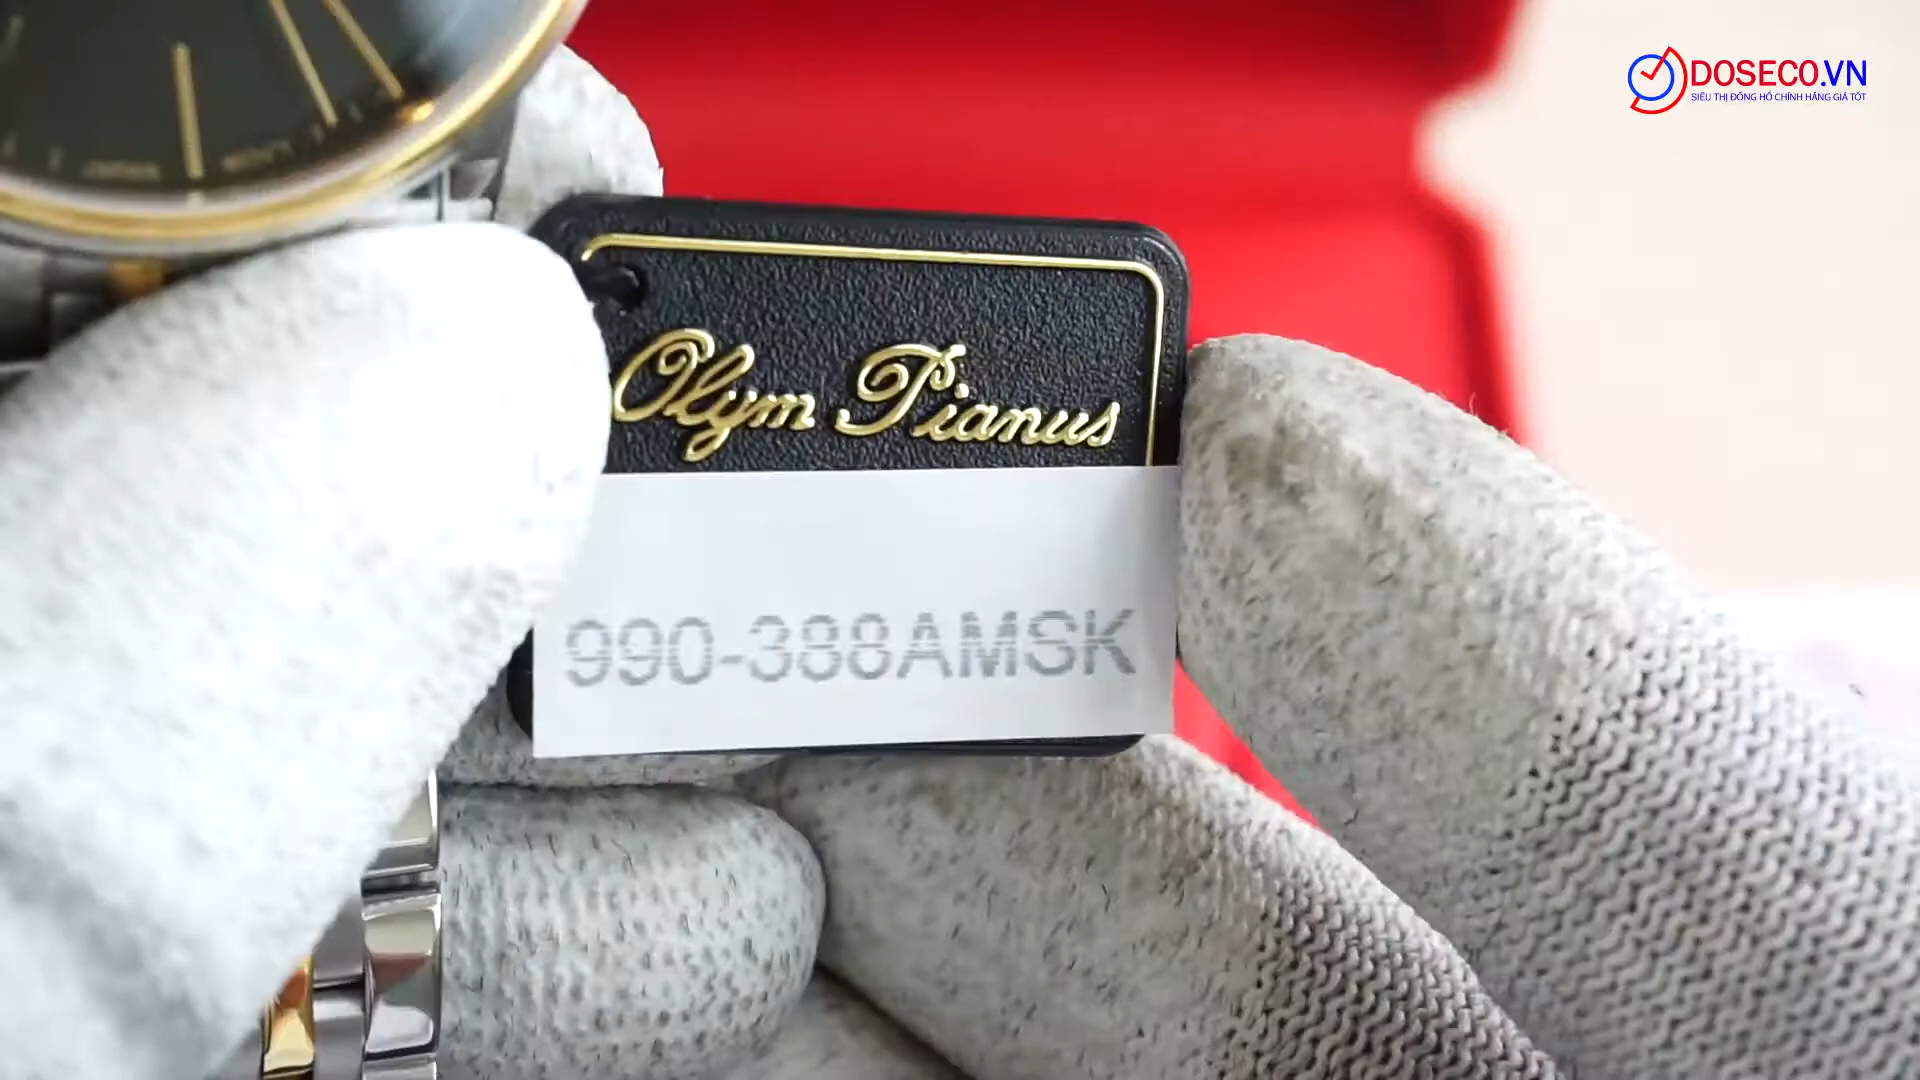 DOSECO.VN
SIÊU THỊ ĐỒNG HỒ CHÍNH HÃNG GIÁ TỐT
Olym Pianus
990-388AMSK